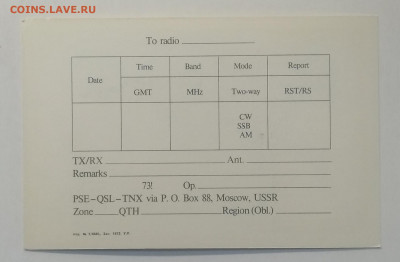 COINS.LAVE.RU
To radio
Date Time Band Mode Report
GMT MHz Two-way RST/RS
CW
SSB
AM
TX/RX Ant.
Remarks
73! Op.
PSE-QSL-TNX via P. O. Box 88, Moscow, USSR
Zone QTH Region (Obl.)